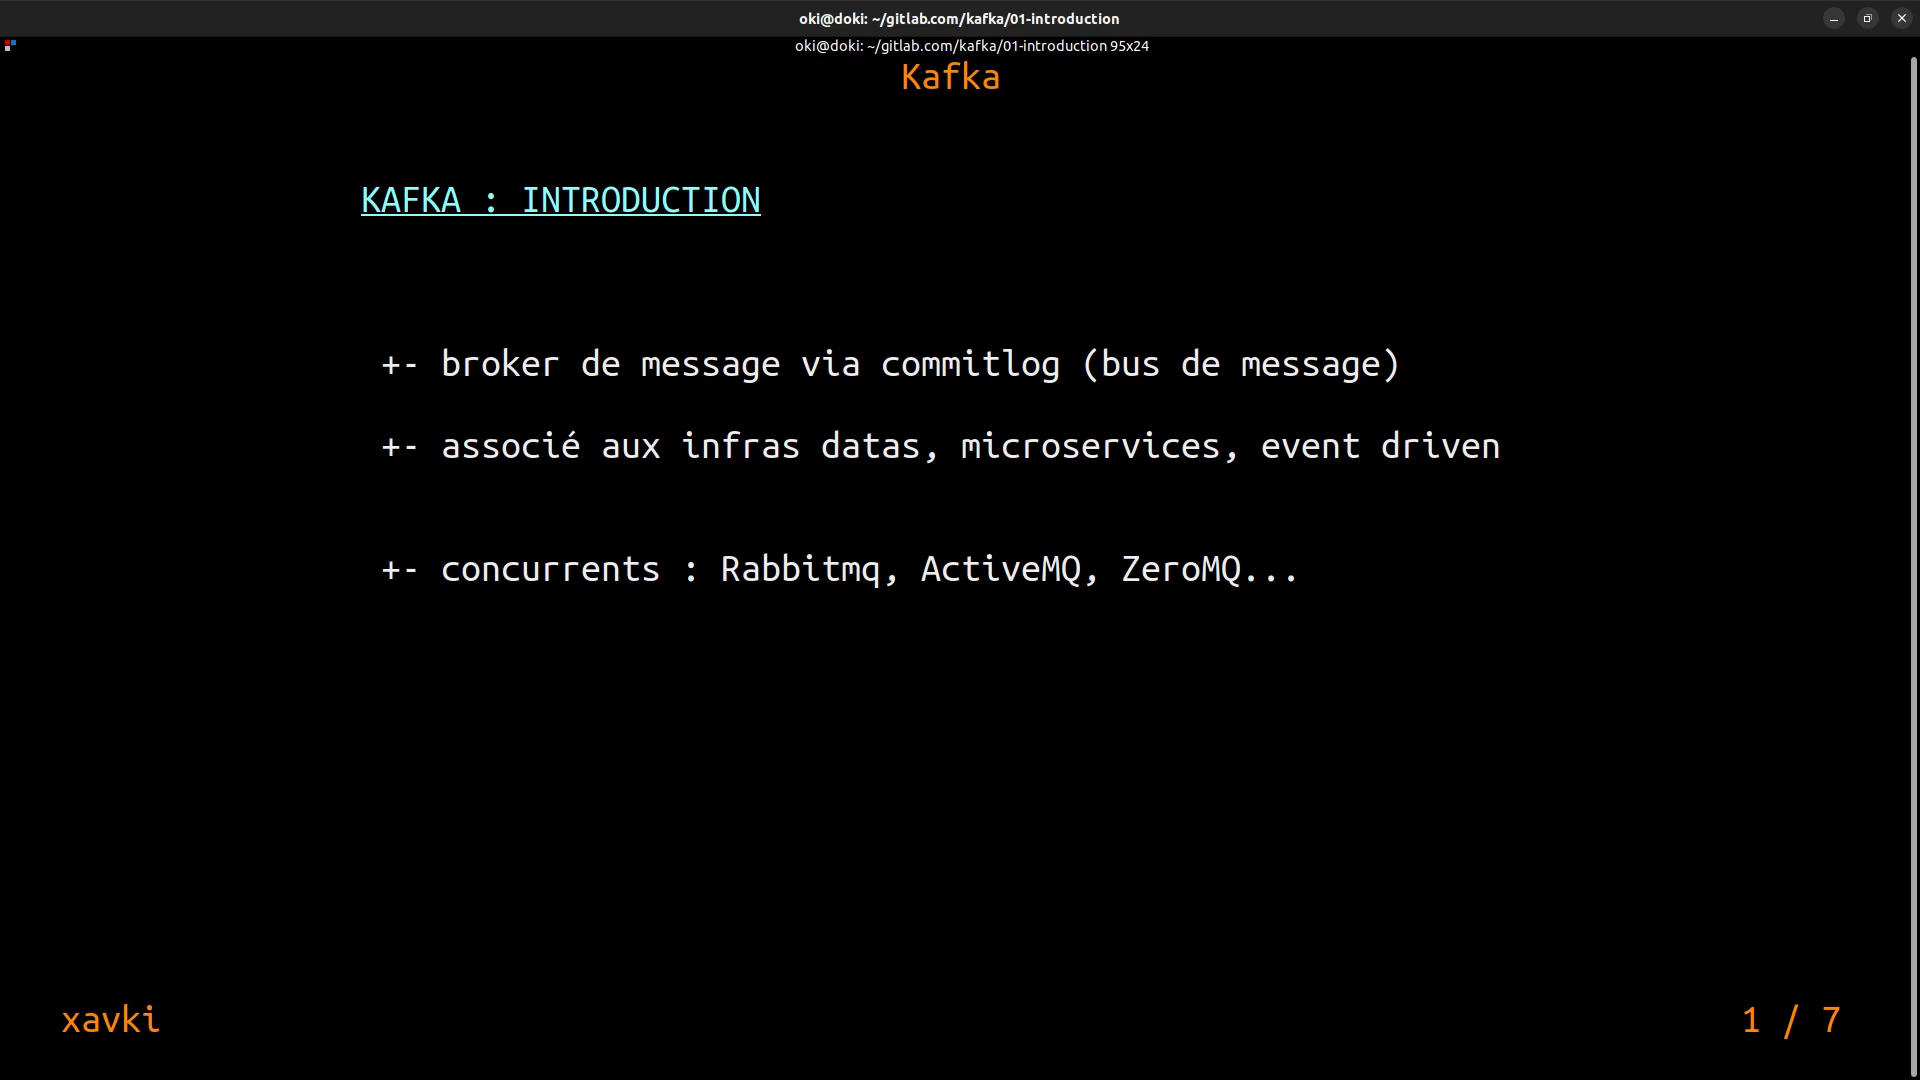 oki@doki: ~/gitlab.com/kafka/01-introduction
oki@doki: ~/gitlab.com/kafka/01-introduction 95x24
Kafka
KAFKA : INTRODUCTION
+- broker de message via commitlog (bus de message)
+- associé aux infras datas, microservices, event driven
+- concurrents : Rabbitmq, ActiveMQ, ZeroMQ...
xavki
1 / 7